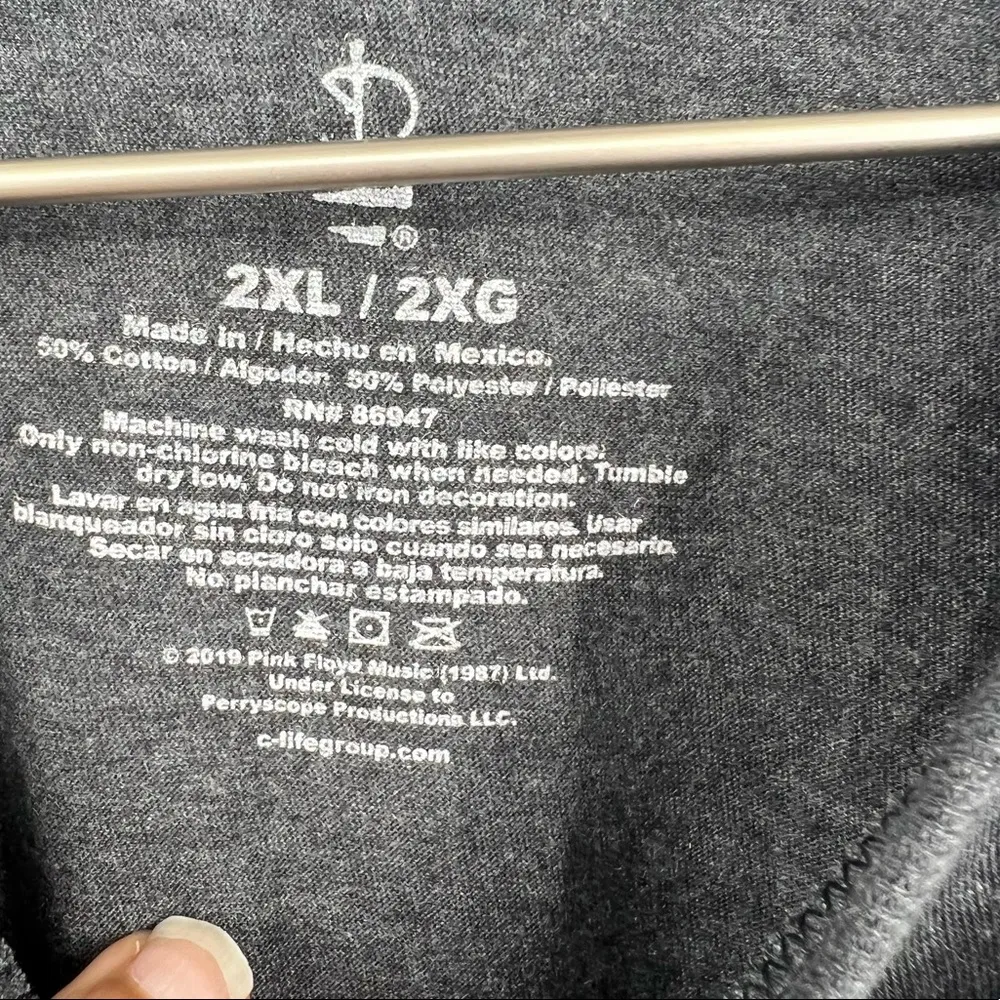 ®
2XL / 2XG
Made in / Hecho en Mexico.
50% Cotton / Algodon 50% Polyester / Poliester
RN# 86947
Machine wash cold with like colors.
Only non-chlorine bleach when needed. Tumble
dry low. Do not iron decoration.
Lavar en agua fria con colores similares. Usar
blanqueador sin cloro solo cuando sea necesario.
Secar en secadora a baja temperatura.
No planchar estampado.
© 2019 Pink Floyd Music (1987) Ltd.
Under License to
Perryscope Productions LLC.
c-lifegroup.com